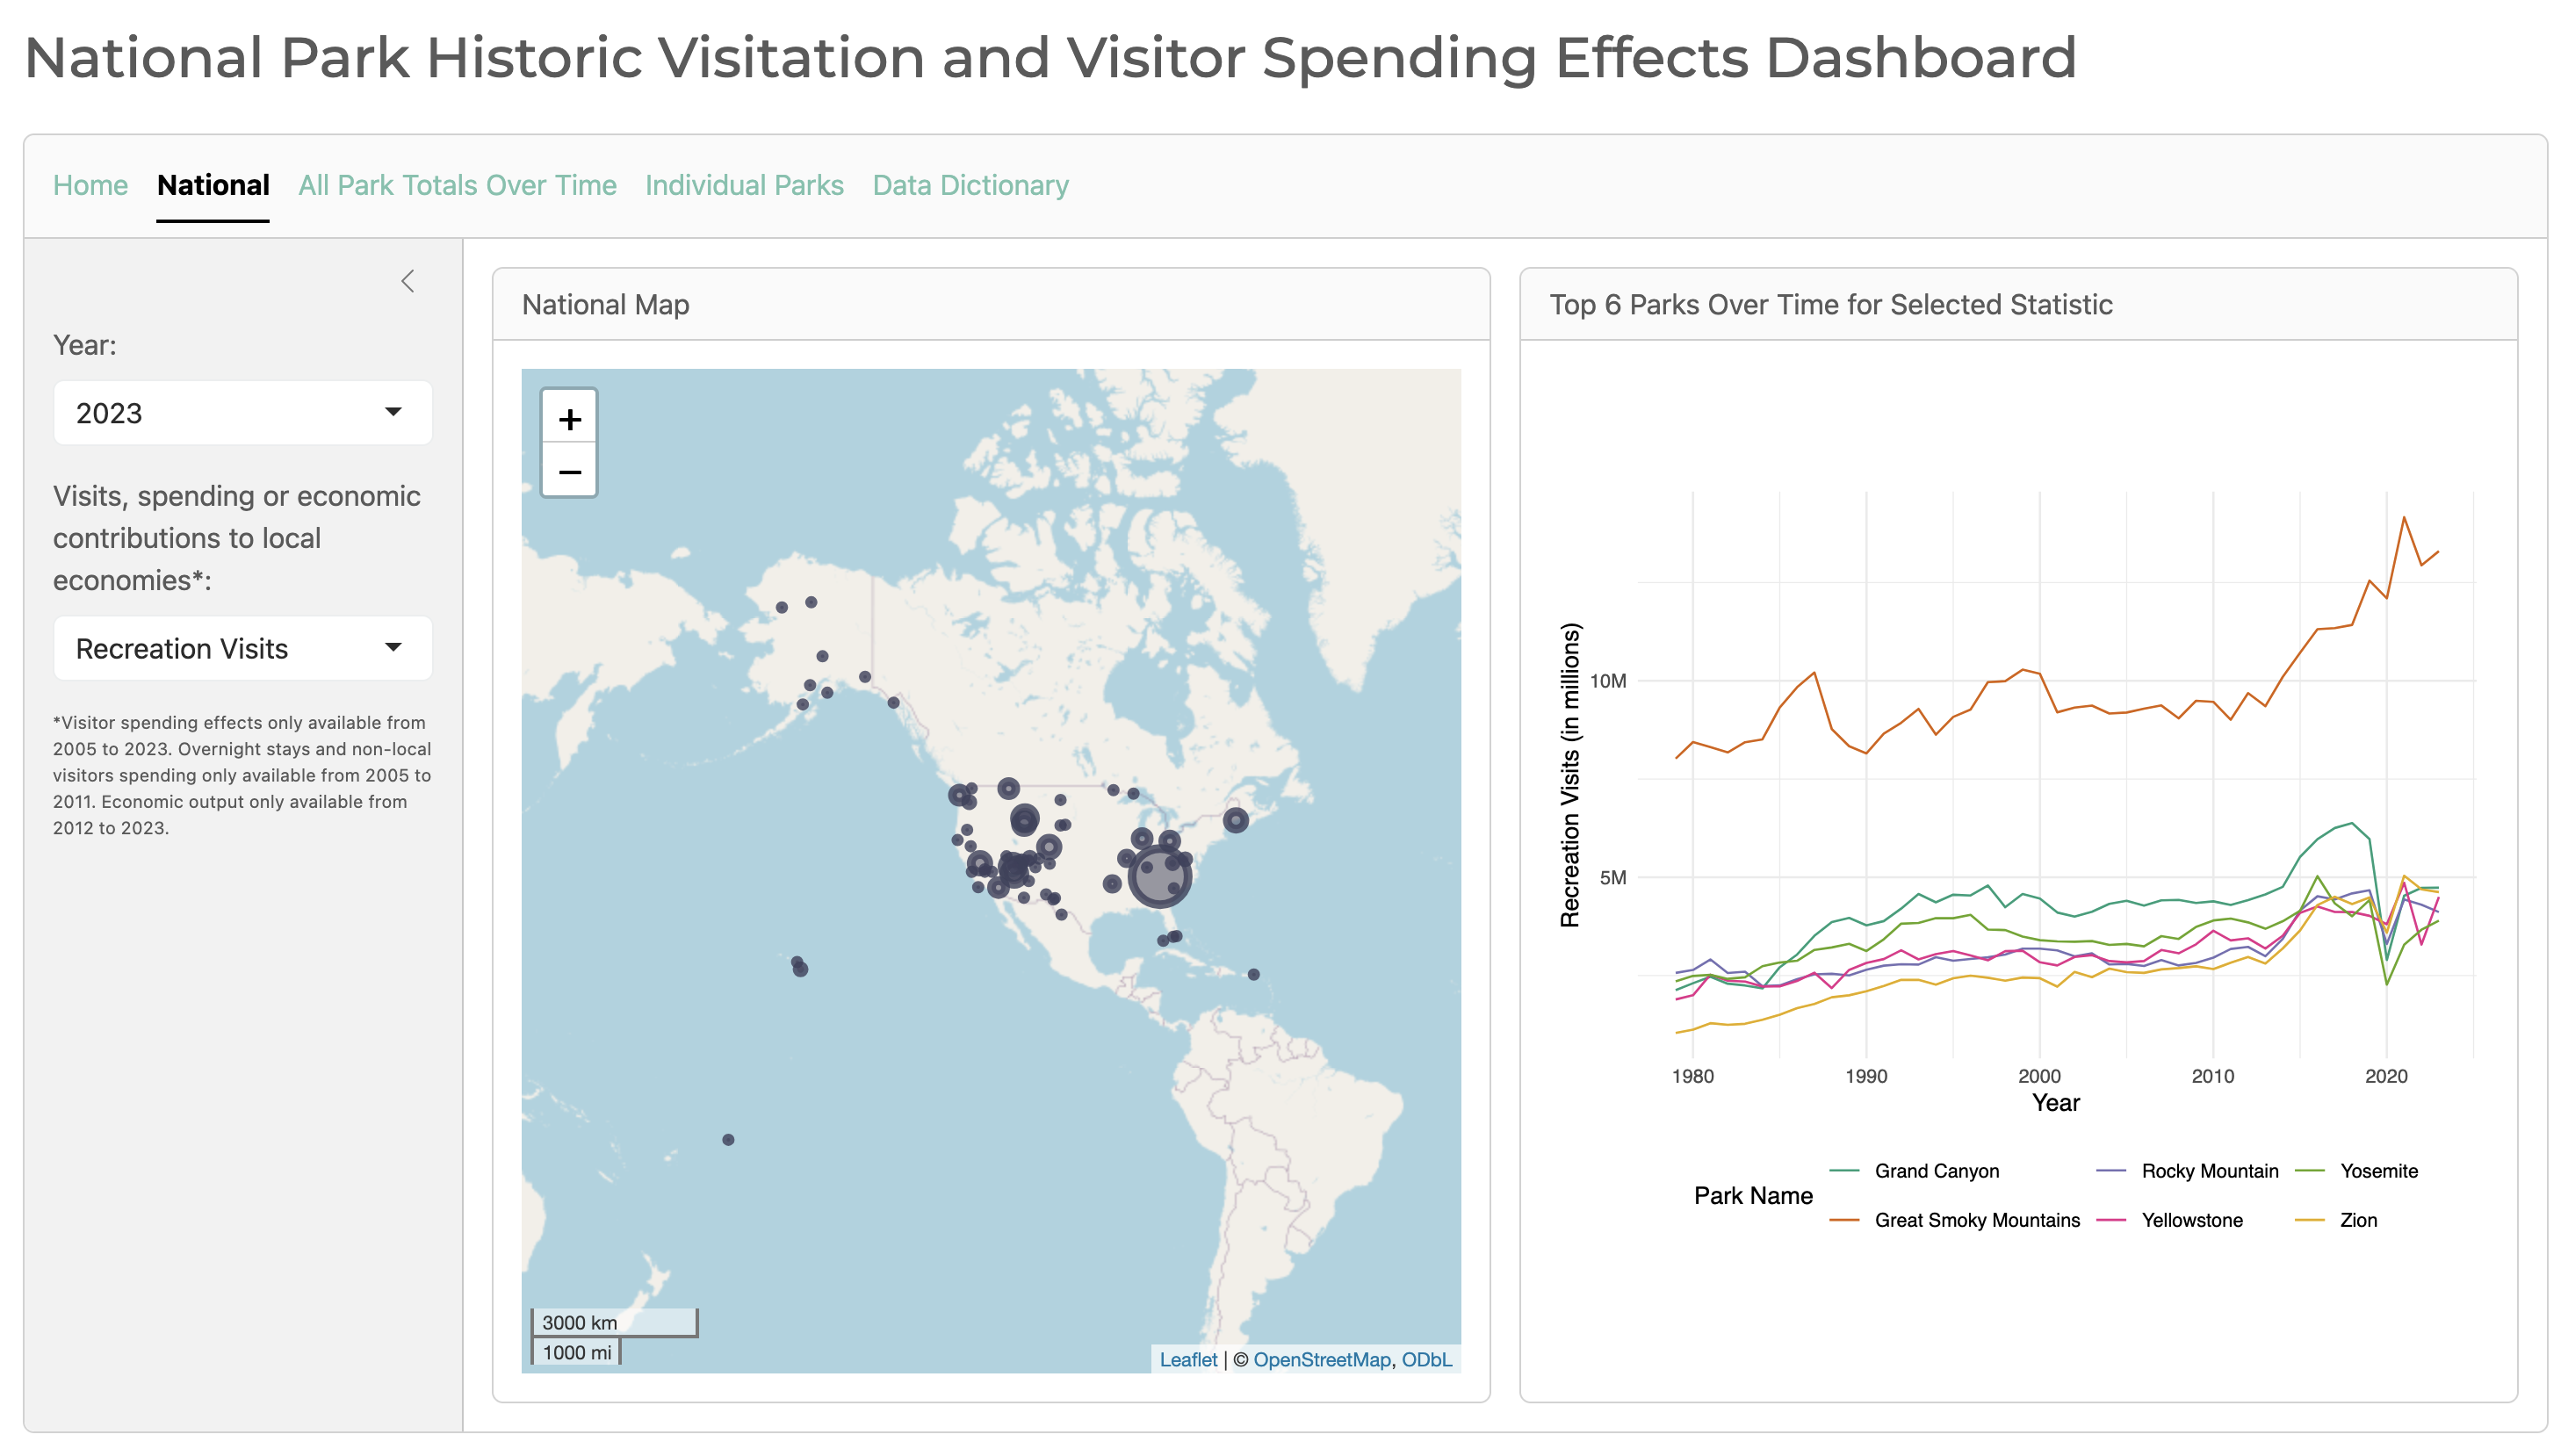 National Park Historic Visitation and Visitor Spending Effects Dashboard
Home National All Park Totals Over Time Individual Parks Data Dictionary
Year:
2023
Visits, spending or economic
contributions to local
economies*:
Recreation Visits
*Visitor spending effects only available from
2005 to 2023. Overnight stays and non-local
visitors spending only available from 2005 to
2011. Economic output only available from
2012 to 2023.
National Map
+
−
3000 km
1000 mi
Leaflet | © OpenStreetMap, ODbL
Top 6 Parks Over Time for Selected Statistic
Recreation Visits (in millions)
10M
5M
1980 1990 2000 2010 2020
Year
Park Name
Grand Canyon Rocky Mountain Yosemite
Great Smoky Mountains Yellowstone Zion